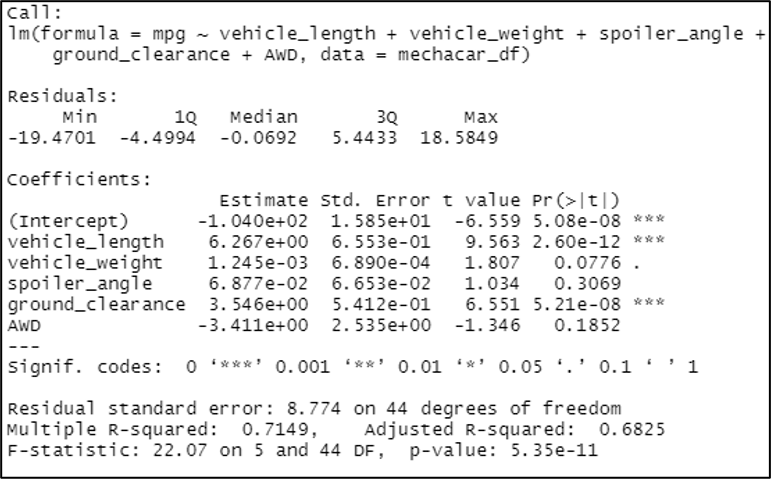 Call:
lm(formula = mpg ~ vehicle_length + vehicle_weight + spoiler_angle +
    ground_clearance + AWD, data = mechacar_df)

Residuals:
     Min       1Q   Median       3Q      Max
-19.4701  -4.4994  -0.0692   5.4433  18.5849

Coefficients:
                   Estimate Std. Error t value Pr(>|t|)
(Intercept)      -1.040e+02  1.585e+01  -6.559 5.08e-08 ***
vehicle_length    6.267e+00  6.553e-01   9.563 2.60e-12 ***
vehicle_weight    1.245e-03  6.890e-04   1.807   0.0776 .
spoiler_angle     6.877e-02  6.653e-02   1.034   0.3069
ground_clearance  3.546e+00  5.412e-01   6.551 5.21e-08 ***
AWD              -3.411e+00  2.535e+00  -1.346   0.1852
---
Signif. codes:  0 ‘***’ 0.001 ‘**’ 0.01 ‘*’ 0.05 ‘.’ 0.1 ‘ ’ 1

Residual standard error: 8.774 on 44 degrees of freedom
Multiple R-squared:  0.7149,    Adjusted R-squared:  0.6825
F-statistic: 22.07 on 5 and 44 DF,  p-value: 5.35e-11